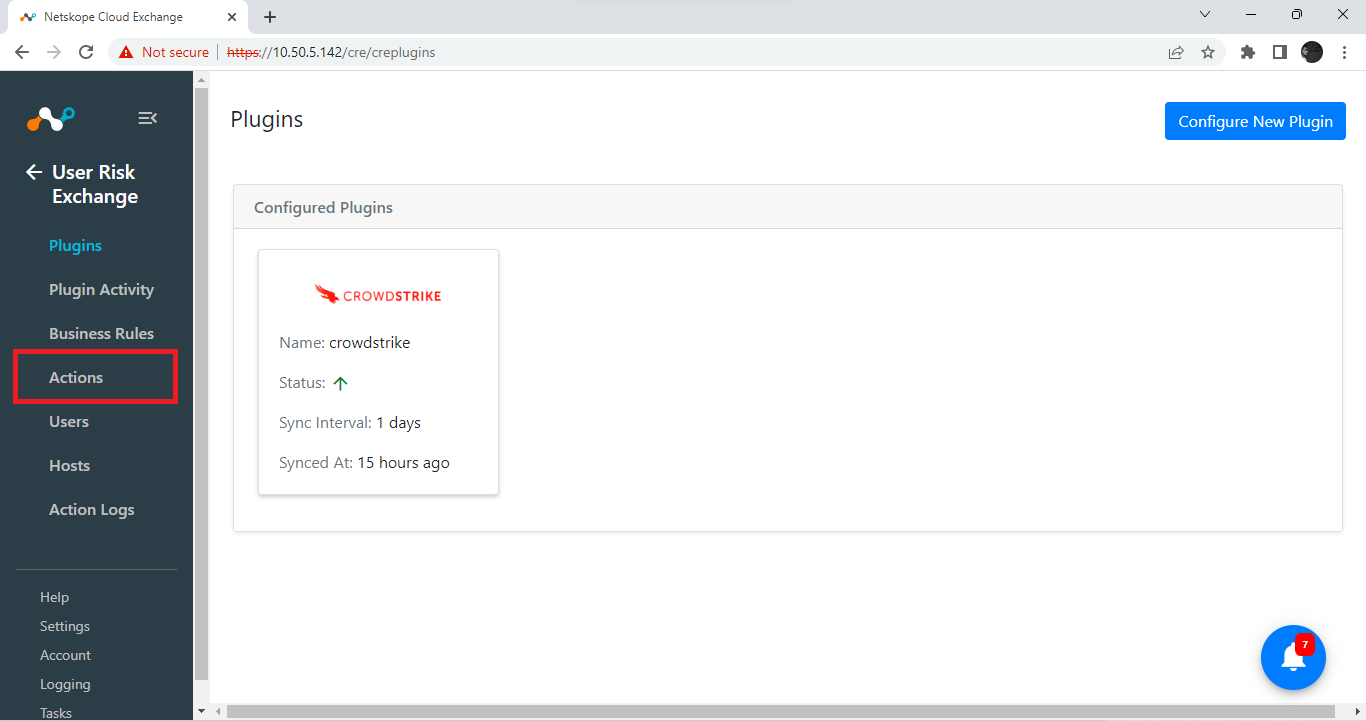 Netskope Cloud Exchange
Not secure
https://10.50.5.142/cre/creplugins
User Risk
Exchange
Plugins
Plugin Activity
Business Rules
Actions
Users
Hosts
Action Logs
Help
Settings
Account
Logging
Tasks
Plugins
Configure New Plugin
Configured Plugins
CROWDSTRIKE
Name: crowdstrike
Status:
Sync Interval: 1 days
Synced At: 15 hours ago
7